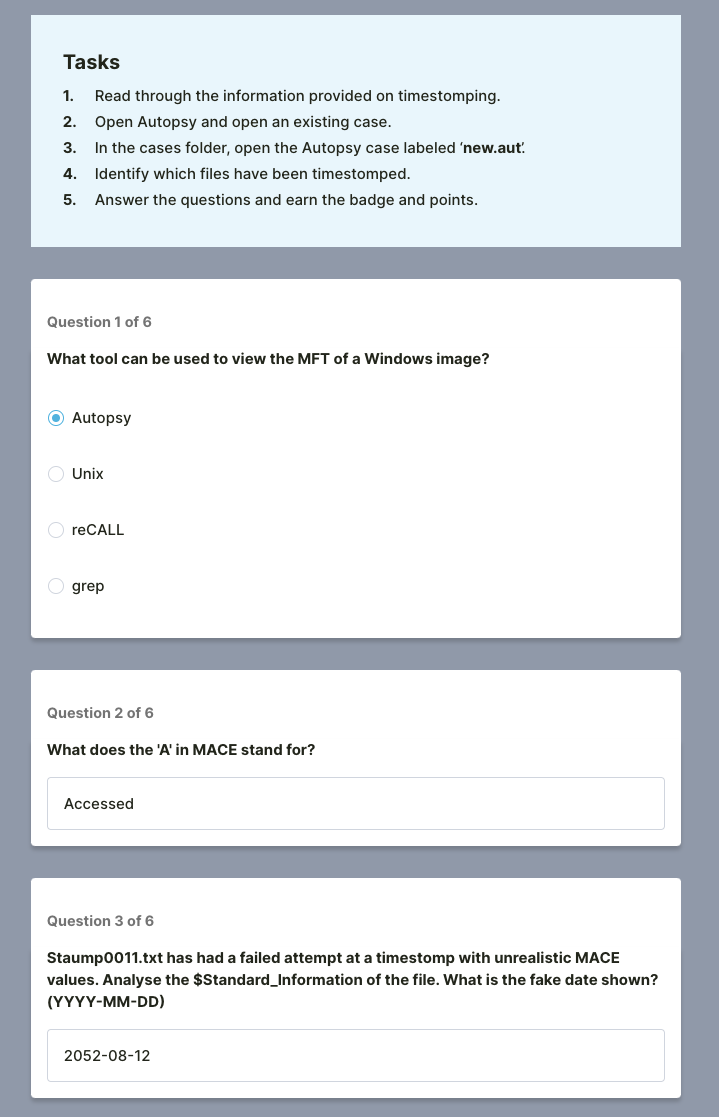 Tasks
1. Read through the information provided on timestomping.
2. Open Autopsy and open an existing case.
3. In the cases folder, open the Autopsy case labeled ‘new.aut’.
4. Identify which files have been timestomped.
5. Answer the questions and earn the badge and points.
Question 1 of 6
What tool can be used to view the MFT of a Windows image?
Autopsy
Unix
reCALL
grep
Question 2 of 6
What does the 'A' in MACE stand for?
Accessed
Question 3 of 6
Staump0011.txt has had a failed attempt at a timestomp with unrealistic MACE
values. Analyse the $Standard_Information of the file. What is the fake date shown?
(YYYY-MM-DD)
2052-08-12